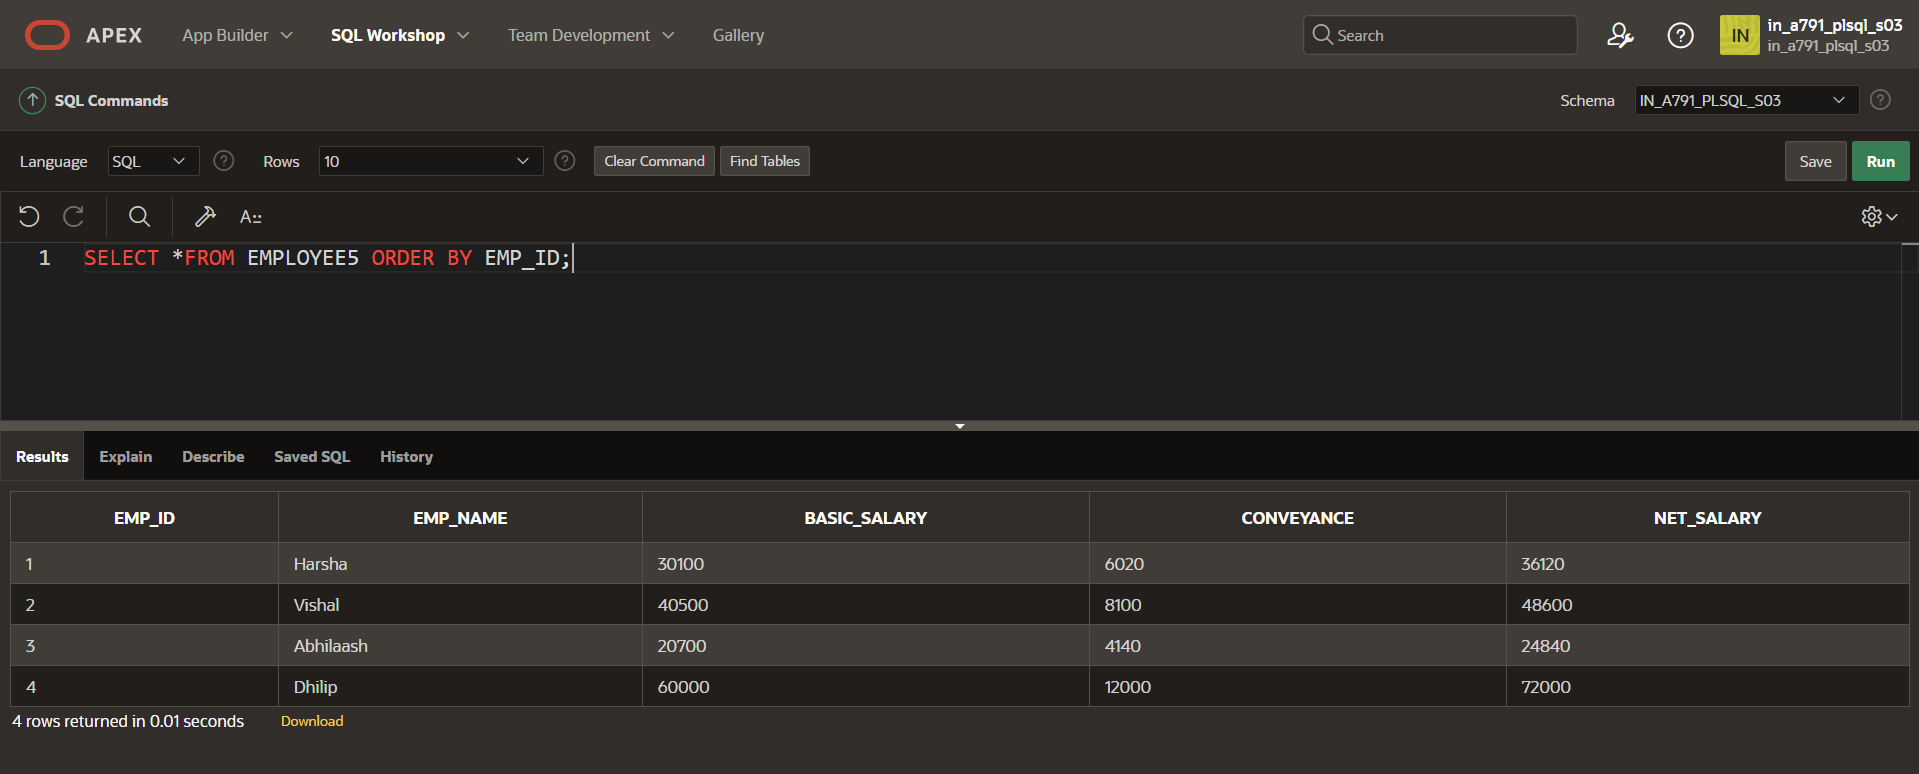 APEX App Builder SQL Workshop Team Development Gallery Search IN in_a791_plsql_s03
in_a791_plsql_s03
SQL Commands Schema IN_A791_PLSQL_S03
Language SQL Rows 10 Clear Command Find Tables Save Run
A::
1 SELECT *FROM EMPLOYEE5 ORDER BY EMP_ID;
Results Explain Describe Saved SQL History
EMP_ID EMP_NAME BASIC_SALARY CONVEYANCE NET_SALARY
1 Harsha 30100 6020 36120
2 Vishal 40500 8100 48600
3 Abhilaash 20700 4140 24840
4 Dhilip 60000 12000 72000
4 rows returned in 0.01 seconds Download